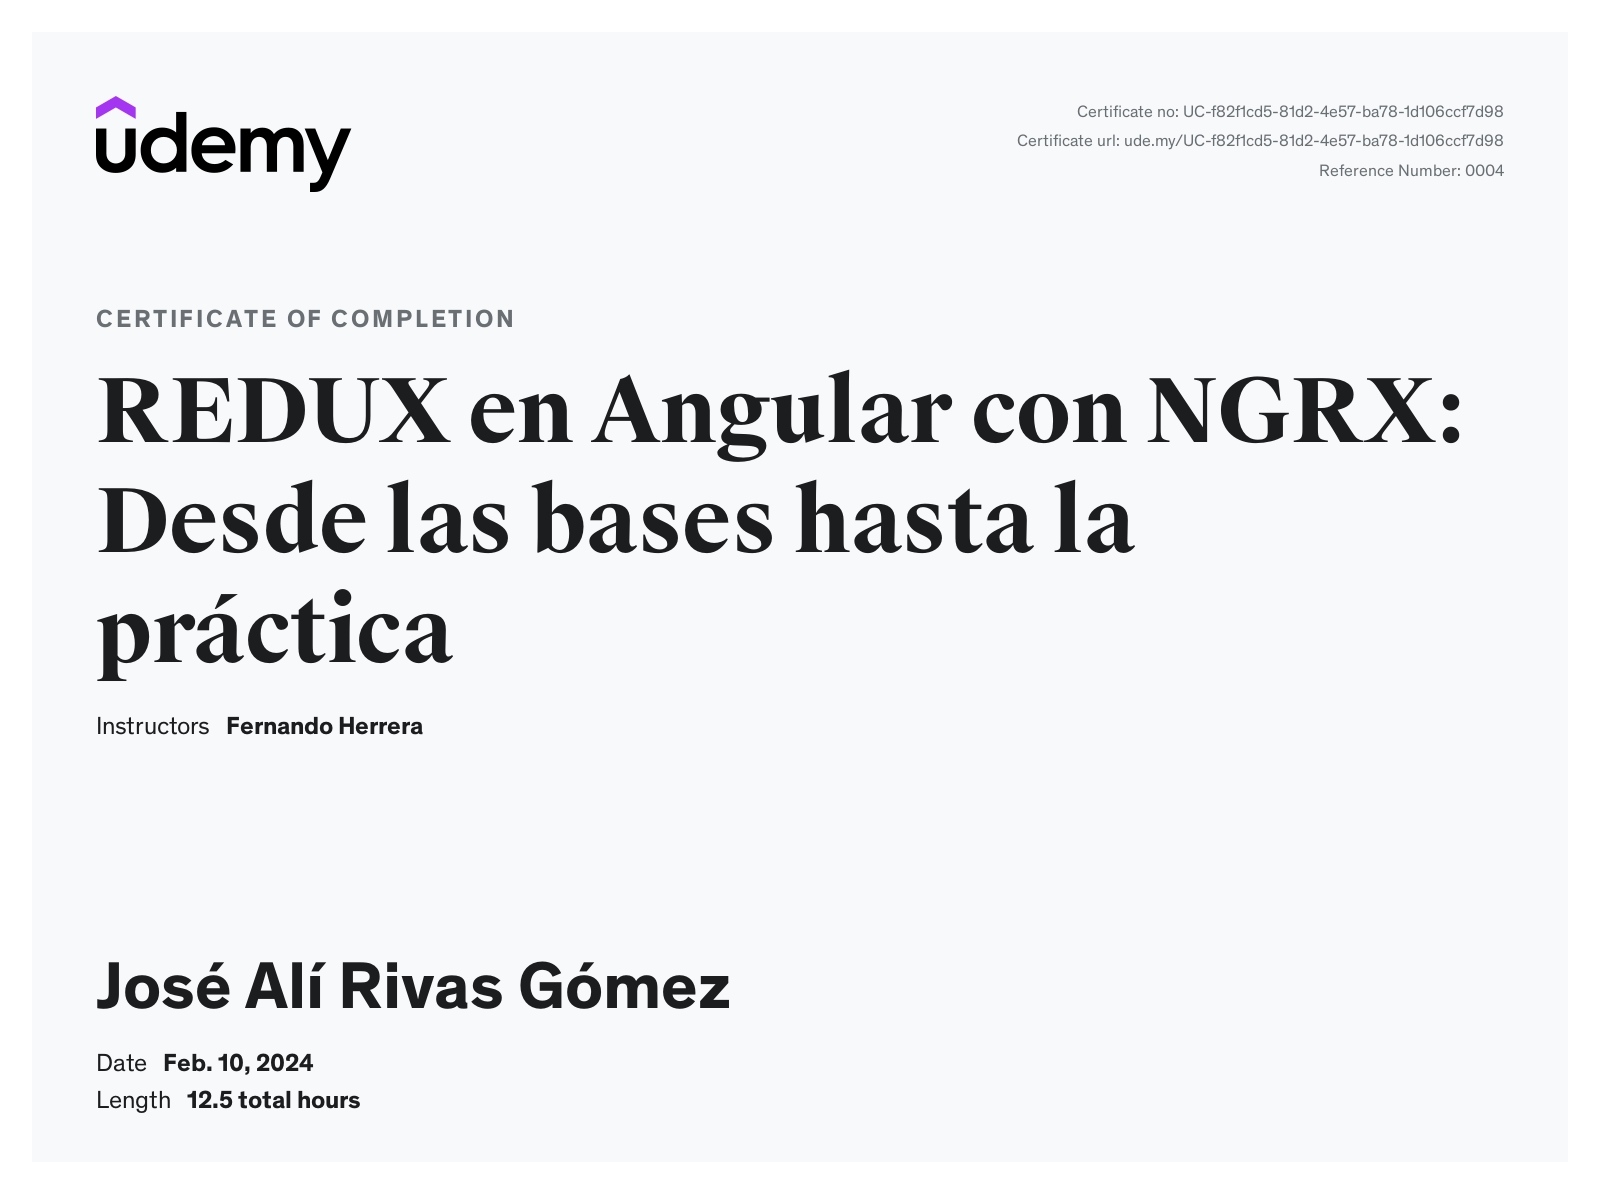 udemy
Certificate no: UC-f82f1cd5-81d2-4e57-ba78-1d106ccf7d98
Certificate url: ude.my/UC-f82f1cd5-81d2-4e57-ba78-1d106ccf7d98
Reference Number: 0004
CERTIFICATE OF COMPLETION
REDUX en Angular con NGRX:
Desde las bases hasta la
práctica
Instructors Fernando Herrera
José Alí Rivas Gómez
Date Feb. 10, 2024
Length 12.5 total hours